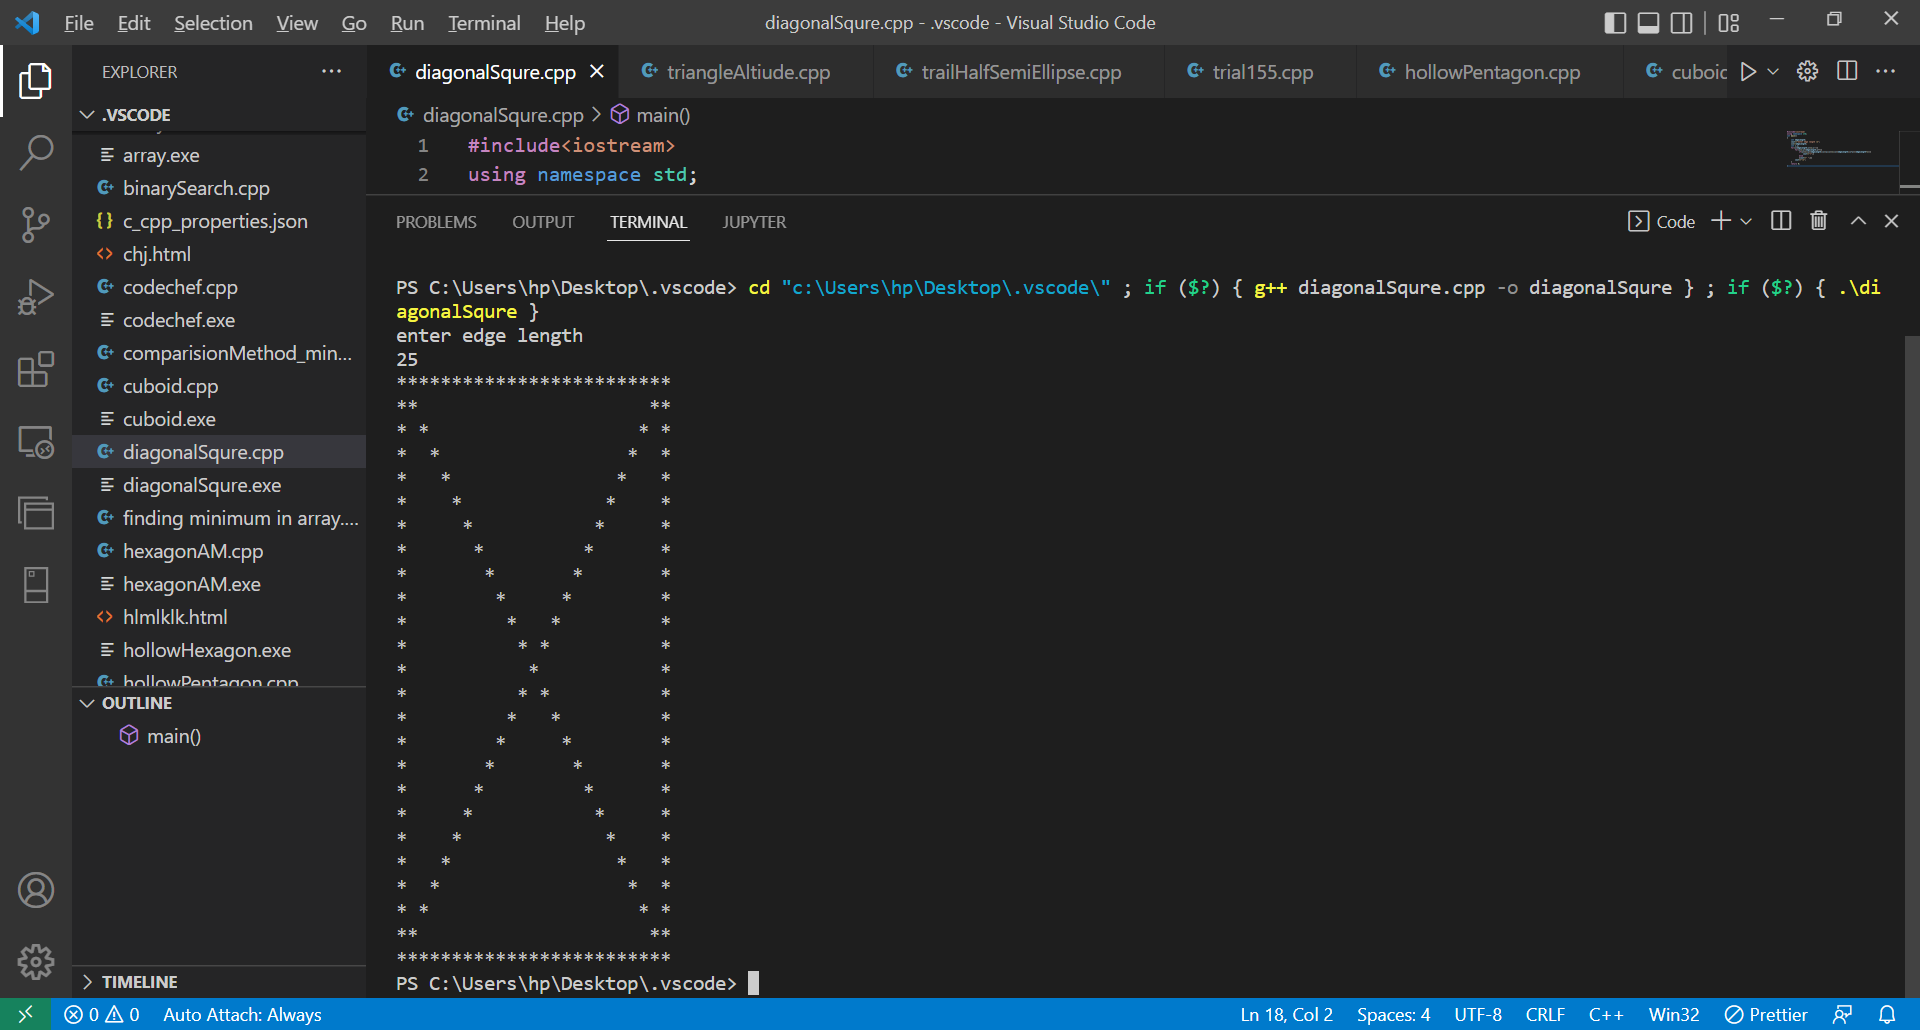 File Edit Selection View Go Run Terminal Help diagonalSqure.cpp - .vscode - Visual Studio Code
EXPLORER
.VSCODE
array.exe
binarySearch.cpp
c_cpp_properties.json
chj.html
codechef.cpp
codechef.exe
comparisionMethod_min...
cuboid.cpp
cuboid.exe
diagonalSqure.cpp
diagonalSqure.exe
finding minimum in array....
hexagonAM.cpp
hexagonAM.exe
hlmlklk.html
hollowHexagon.exe
hollowPentagon.cpp
OUTLINE
main()
TIMELINE
diagonalSqure.cpp triangleAltiude.cpp trailHalfSemiEllipse.cpp trial155.cpp hollowPentagon.cpp cuboid
diagonalSqure.cpp > main()
1 #include<iostream>
2 using namespace std;
PROBLEMS OUTPUT TERMINAL JUPYTER Code
PS C:\Users\hp\Desktop\.vscode> cd "c:\Users\hp\Desktop\.vscode\" ; if ($?) { g++ diagonalSqure.cpp -o diagonalSqure } ; if ($?) { .\di
agonalSqure }
enter edge length
25
*************************
**                     **
* *                   * *
*  *                 *  *
*   *               *   *
*    *             *    *
*     *           *     *
*      *         *      *
*       *       *       *
*        *     *        *
*         *   *         *
*          * *          *
*           *           *
*          * *          *
*         *   *         *
*        *     *        *
*       *       *       *
*      *         *      *
*     *           *     *
*    *             *    *
*   *               *   *
*  *                 *  *
* *                   * *
**                     **
*************************
PS C:\Users\hp\Desktop\.vscode>
0 0 Auto Attach: Always Ln 18, Col 2 Spaces: 4 UTF-8 CRLF C++ Win32 Prettier